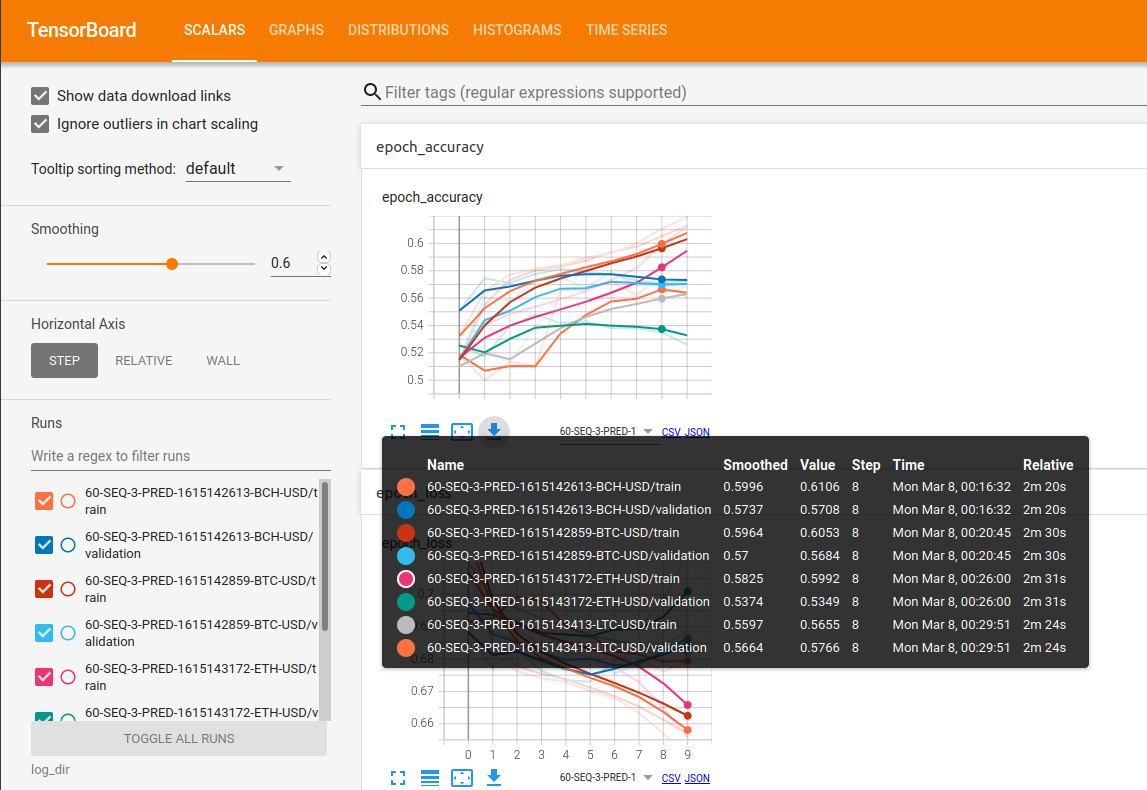 TensorBoard SCALARS GRAPHS DISTRIBUTIONS HISTOGRAMS TIME SERIES
Show data download links
Ignore outliers in chart scaling
Tooltip sorting method: default
Smoothing
0.6
Horizontal Axis
STEP RELATIVE WALL
Runs
Write a regex to filter runs
60-SEQ-3-PRED-1615142613-BCH-USD/t
rain
60-SEQ-3-PRED-1615142613-BCH-USD/
validation
60-SEQ-3-PRED-1615142859-BTC-USD/t
rain
60-SEQ-3-PRED-1615142859-BTC-USD/v
alidation
60-SEQ-3-PRED-1615143172-ETH-USD/t
rain
60-SEQ-3-PRED-1615143172-ETH-USD/v
TOGGLE ALL RUNS
log_dir
Filter tags (regular expressions supported)
epoch_accuracy
epoch_accuracy
0.6
0.58
0.56
0.54
0.52
0.5
60-SEQ-3-PRED-1 CSV JSON
epoch_loss
epoch_loss
Name Smoothed Value Step Time Relative
60-SEQ-3-PRED-1615142613-BCH-USD/train 0.5996 0.6106 8 Mon Mar 8, 00:16:32 2m 20s
60-SEQ-3-PRED-1615142613-BCH-USD/validation 0.5737 0.5708 8 Mon Mar 8, 00:16:32 2m 20s
60-SEQ-3-PRED-1615142859-BTC-USD/train 0.5964 0.6053 8 Mon Mar 8, 00:20:45 2m 30s
60-SEQ-3-PRED-1615142859-BTC-USD/validation 0.57 0.5684 8 Mon Mar 8, 00:20:45 2m 30s
60-SEQ-3-PRED-1615143172-ETH-USD/train 0.5825 0.5992 8 Mon Mar 8, 00:26:00 2m 31s
60-SEQ-3-PRED-1615143172-ETH-USD/validation 0.5374 0.5349 8 Mon Mar 8, 00:26:00 2m 31s
60-SEQ-3-PRED-1615143413-LTC-USD/train 0.5597 0.5655 8 Mon Mar 8, 00:29:51 2m 24s
60-SEQ-3-PRED-1615143413-LTC-USD/validation 0.5664 0.5766 8 Mon Mar 8, 00:29:51 2m 24s
0.68
0.67
0.66
0 1 2 3 4 5 6 7 8 9
60-SEQ-3-PRED-1 CSV JSON